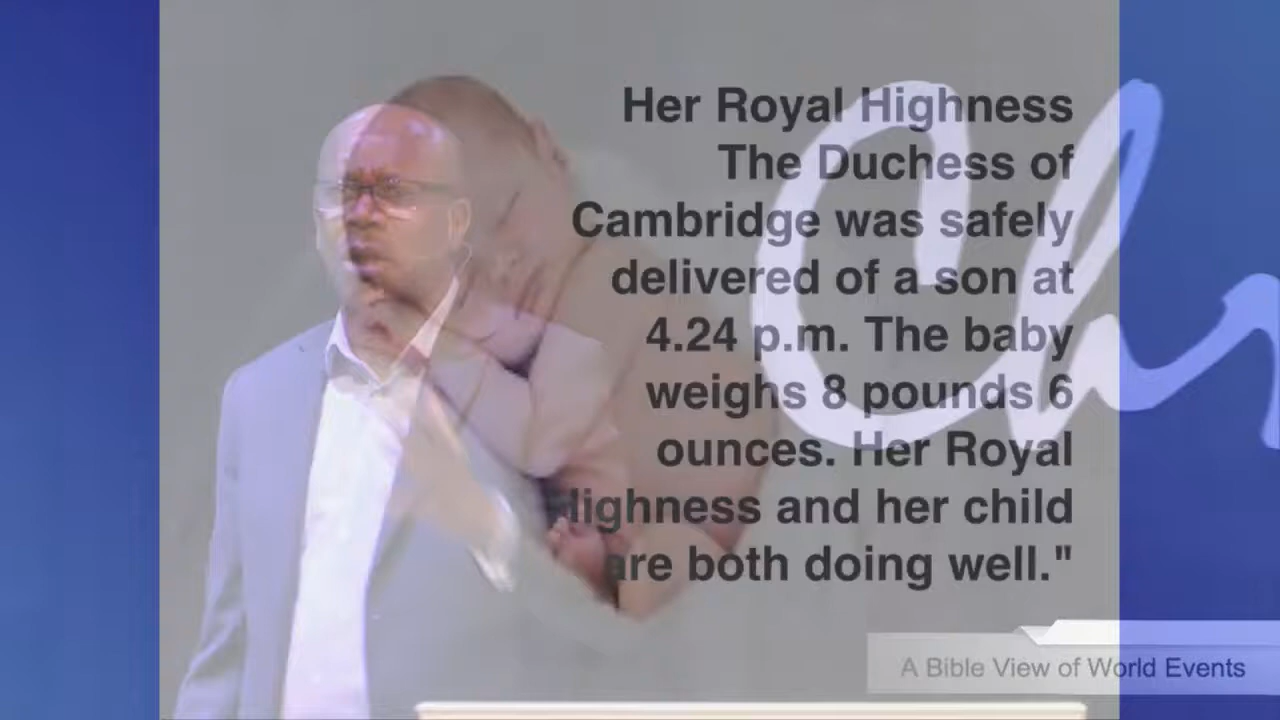 Her Royal Highness
The Duchess of
Cambridge was safely
delivered of a son at
4.24 p.m. The baby
weighs 8 pounds 6
ounces. Her Royal
Highness and her child
are both doing well."
A Bible View of World Events